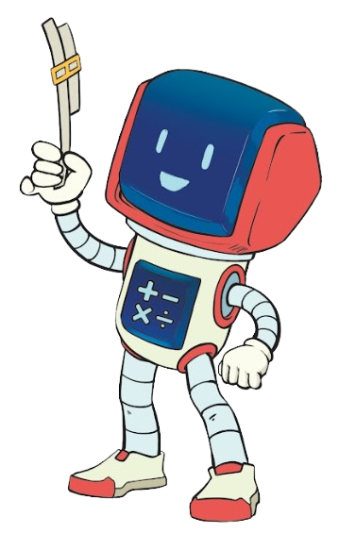 + −
× ÷